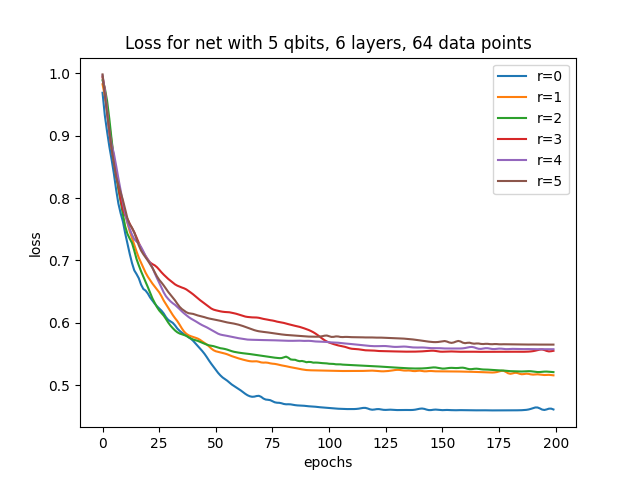 Loss for net with 5 qbits, 6 layers, 64 data points
1.0
0.9
0.8
0.7
0.6
0.5
loss
r=0
r=1
r=2
r=3
r=4
r=5
0 25 50 75 100 125 150 175 200
epochs